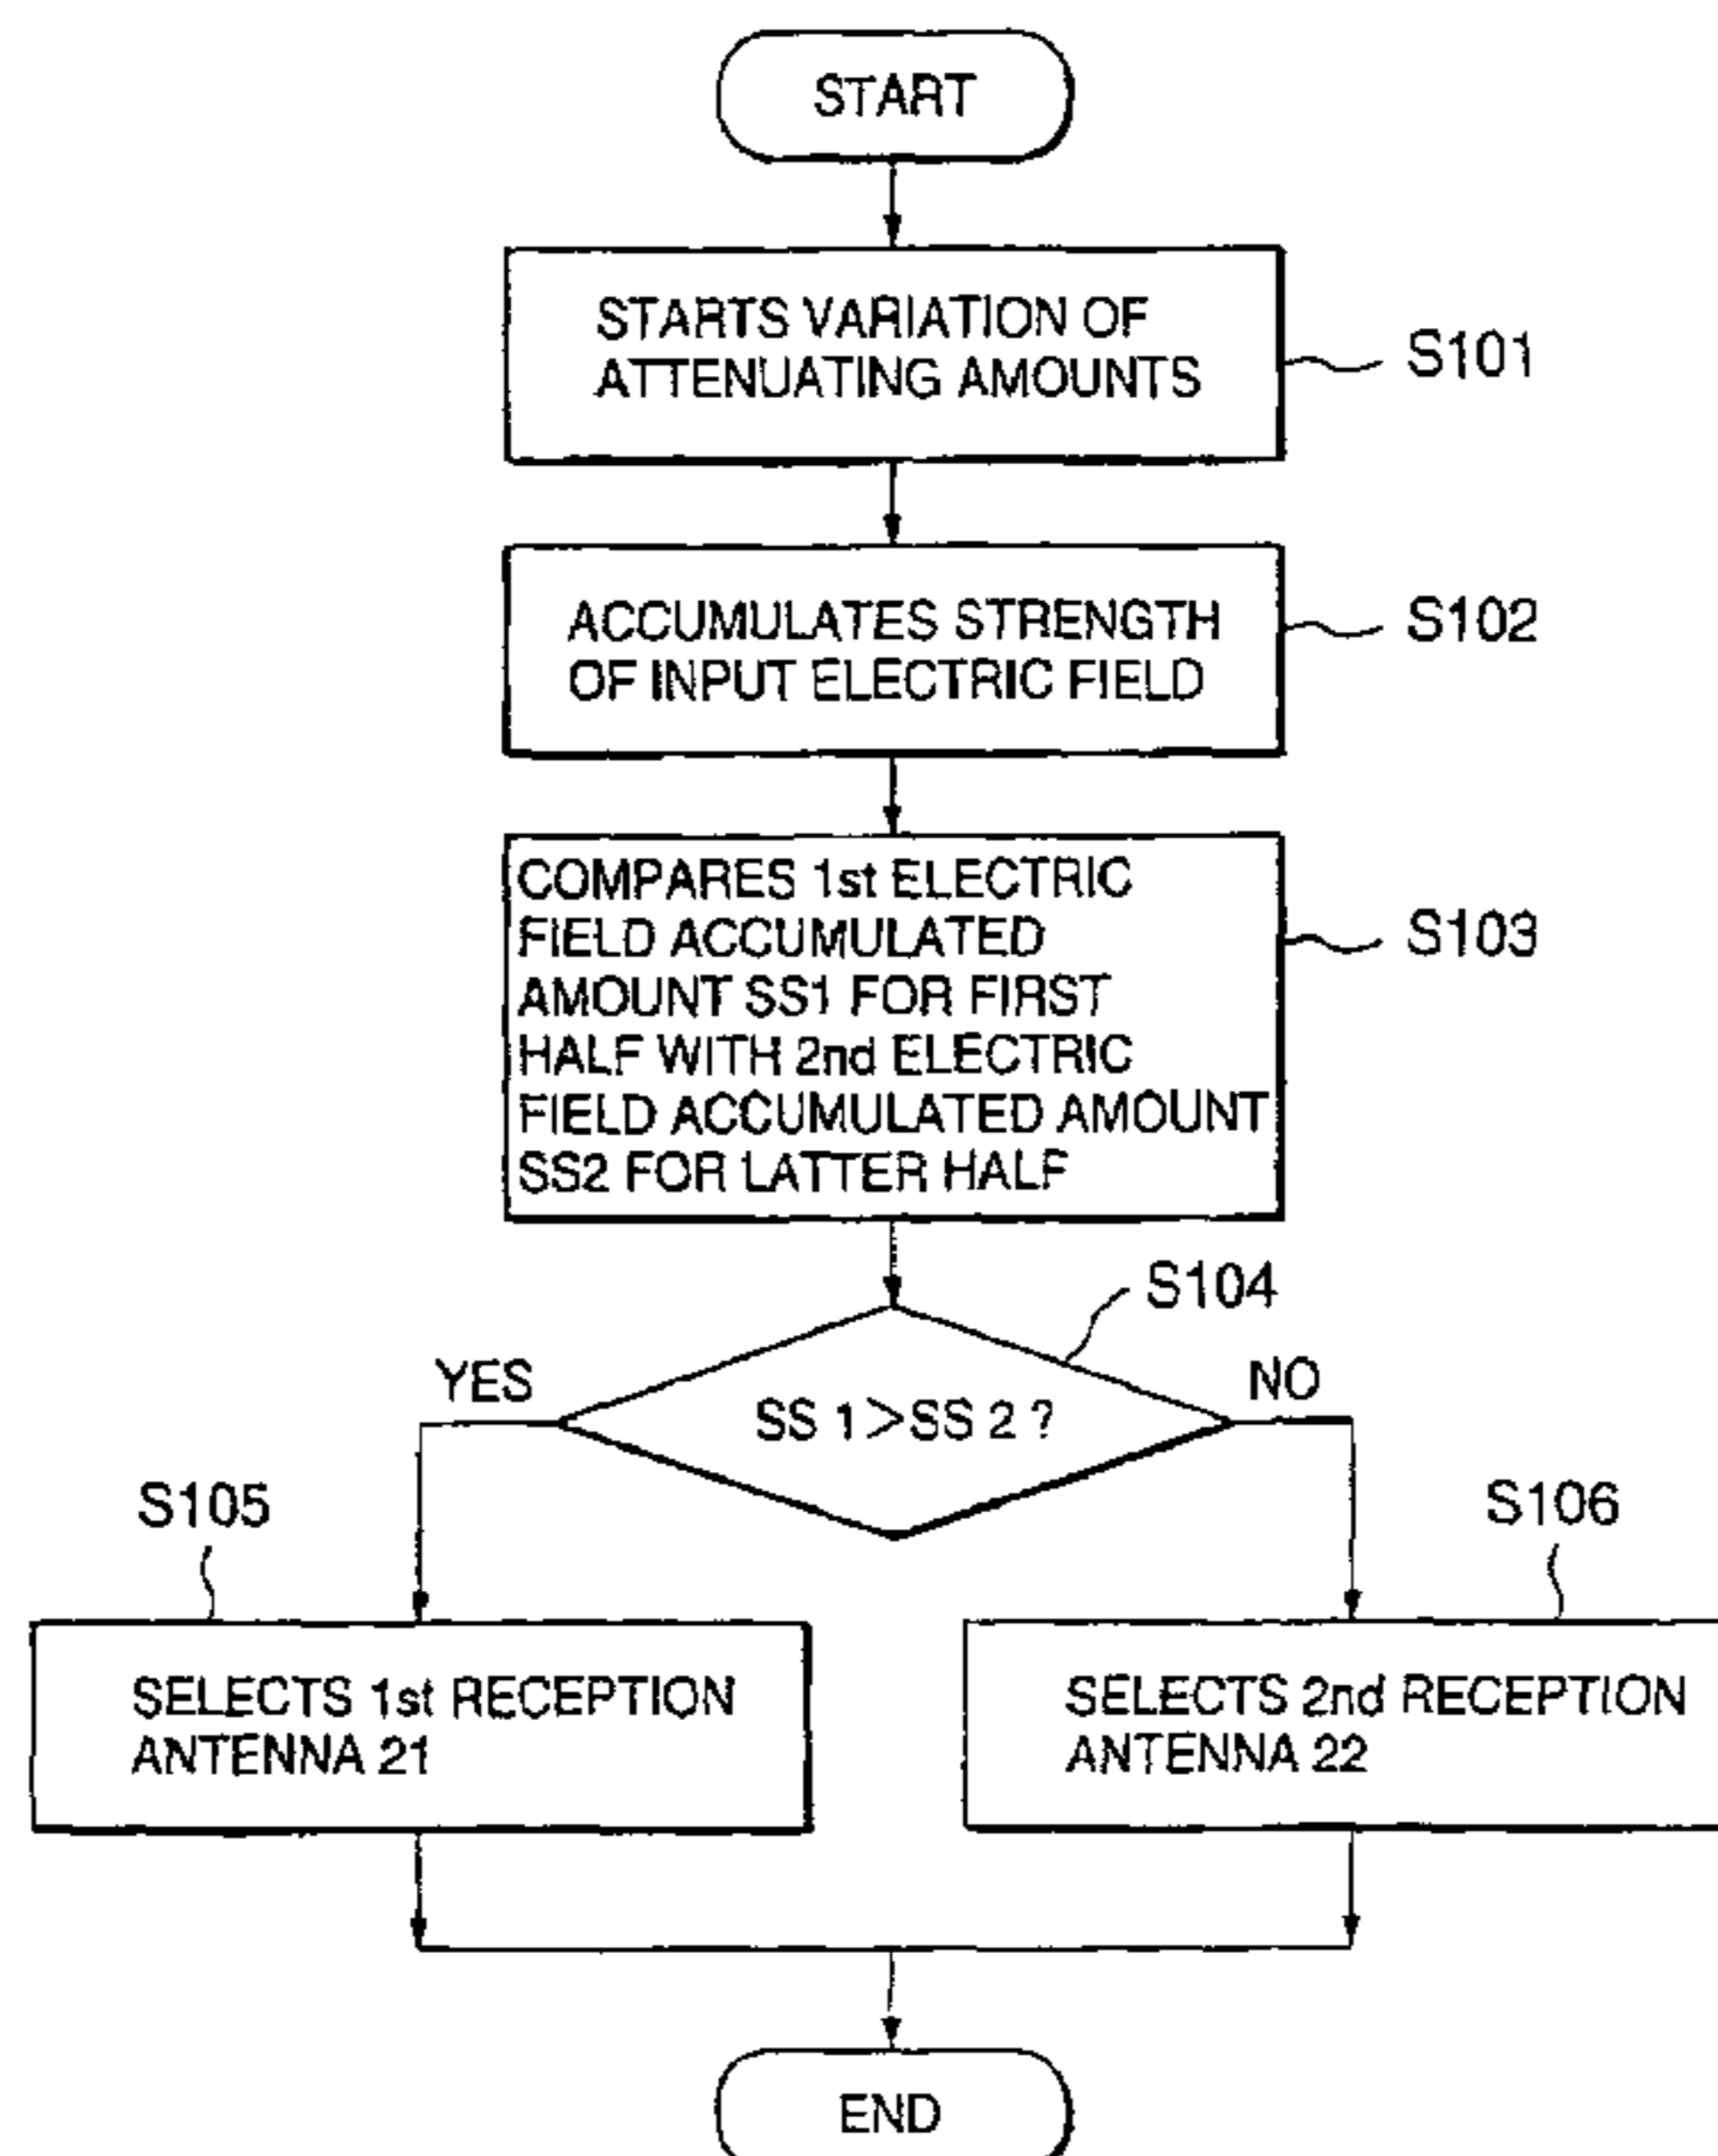 START
STARTS VARIATION OF
ATTENUATING AMOUNTS
S101
ACCUMULATES STRENGTH
OF INPUT ELECTRIC FIELD
S102
COMPARES 1st ELECTRIC
FIELD ACCUMULATED
AMOUNT SS1 FOR FIRST
HALF WITH 2nd ELECTRIC
FIELD ACCUMULATED AMOUNT
SS2 FOR LATTER HALF
S103
S104
YES
SS 1>SS 2 ?
NO
S105
S106
SELECTS 1st RECEPTION
ANTENNA 21
SELECTS 2nd RECEPTION
ANTENNA 22
END